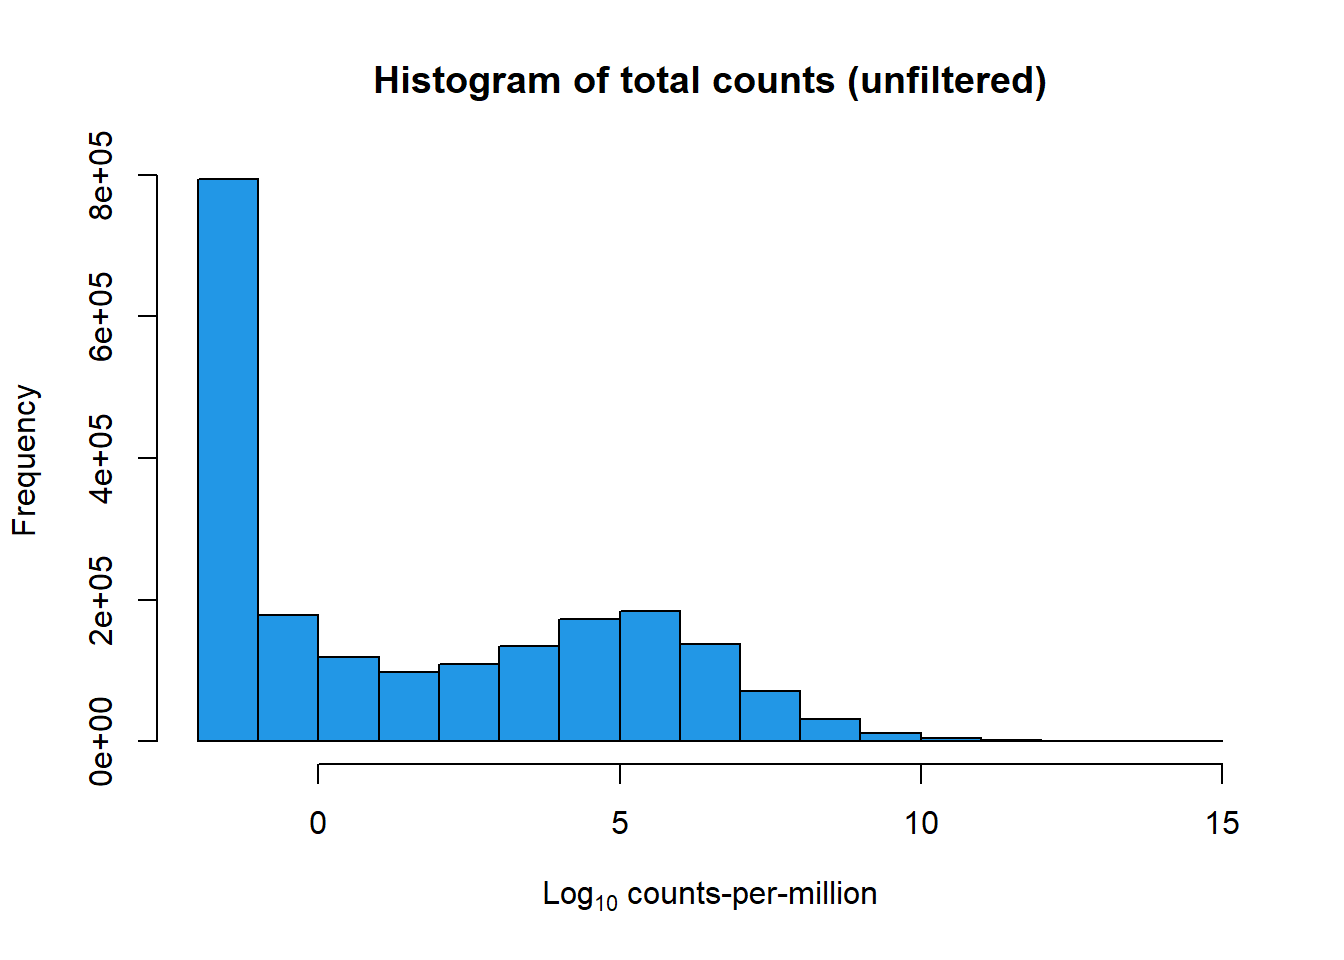 Histogram of total counts (unfiltered)
Frequency
8e+05
6e+05
4e+05
2e+05
0e+00
0 5 10 15
Log₁₀ counts-per-million